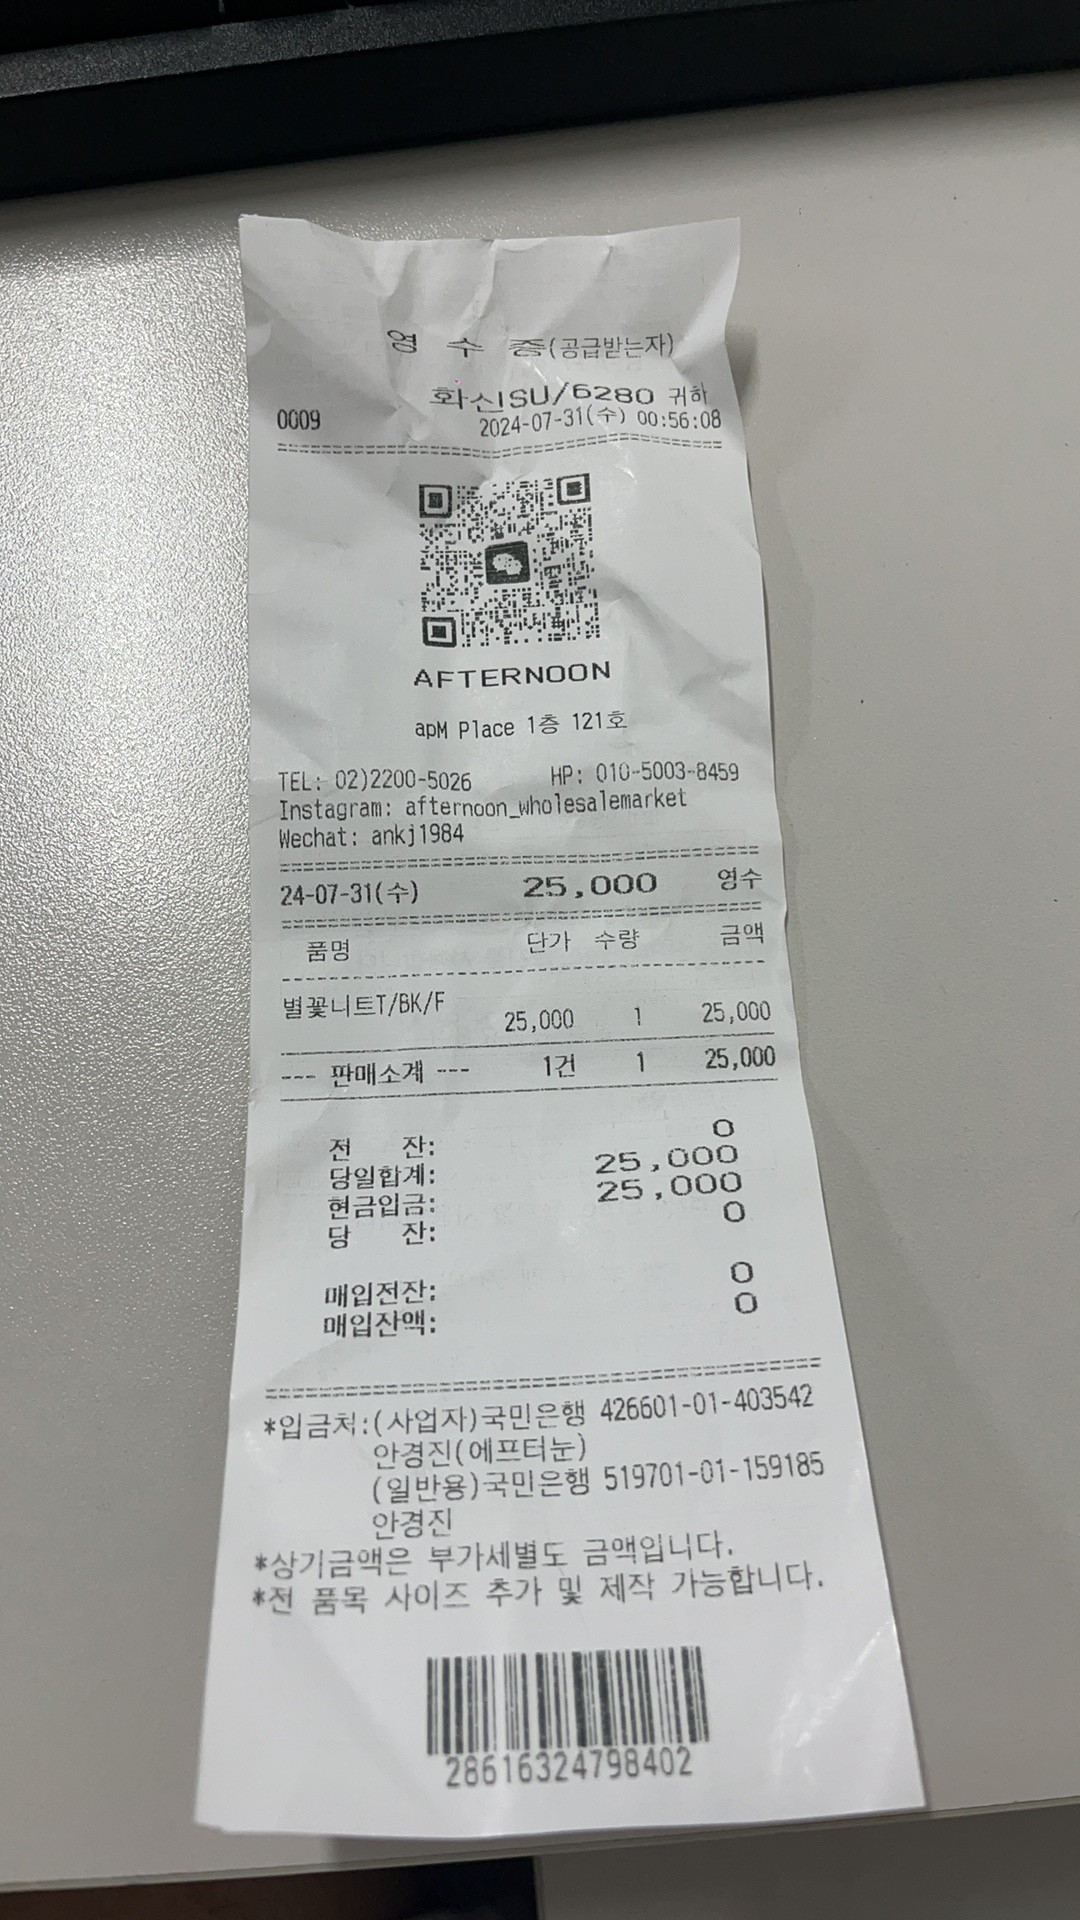 영 수 증(공급받는자)
화신SU/6280 귀하
0009 2024-07-31(수) 00:56:08
AFTERNOON
apM Place 1층 121호
TEL: 02)2200-5026 HP: 010-5003-8459
Instagram: afternoon_wholesalemarket
Wechat: ankj1984
24-07-31(수) 25,000 영수
품명 단가 수량 금액
별꽃니트T/BK/F
25,000 1 25,000
--- 판매소계 --- 1건 1 25,000
전 잔: 0
당일합계: 25,000
현금입금: 25,000
당 잔: 0
매입전잔: 0
매입잔액: 0
*입금처:(사업자)국민은행 426601-01-403542
안경진(에프터눈)
(일반용)국민은행 519701-01-159185
안경진
*상기금액은 부가세별도 금액입니다.
*전 품목 사이즈 추가 및 제작 가능합니다.
28616324798402